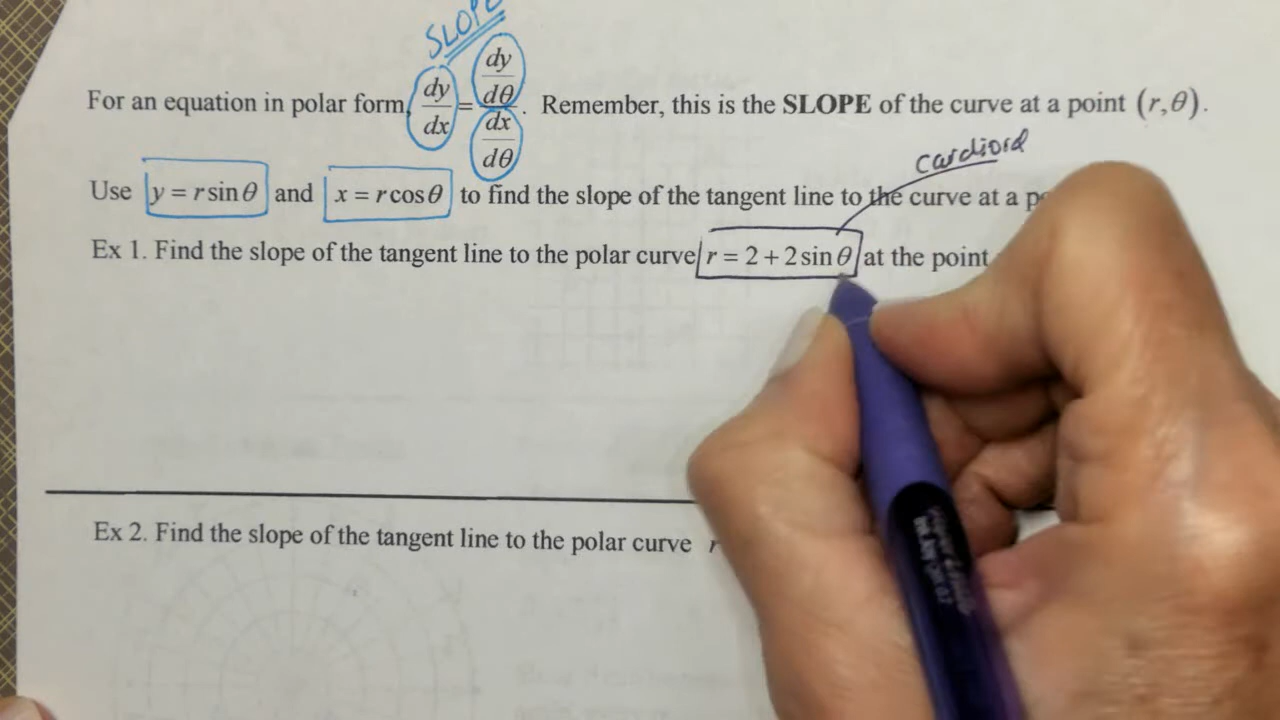 SLOPE
For an equation in polar form, dy/dx = dy/dθ / dx/dθ. Remember, this is the SLOPE of the curve at a point (r,θ).
cardioid
Use y = r sin θ and x = r cos θ to find the slope of the tangent line to the curve at a
Ex 1. Find the slope of the tangent line to the polar curve r = 2 + 2 sin θ at the point
Ex 2. Find the slope of the tangent line to the polar curve r